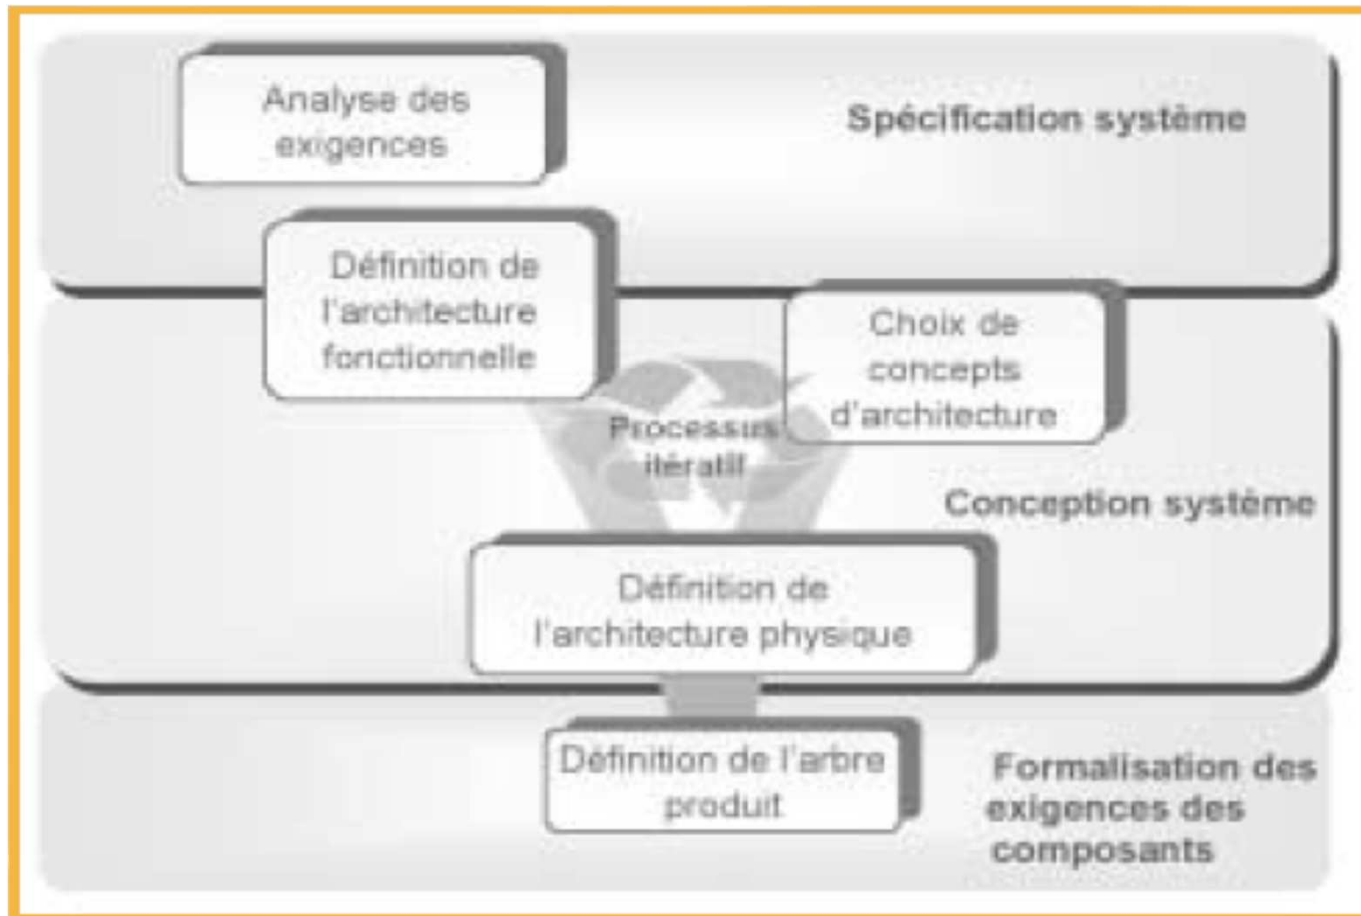 Analyse des
exigences
Spécification système
Définition de
l'architecture
fonctionnelle
Choix de
concepts
d'architecture
Processus
itératif
Conception système
Définition de
l'architecture physique
Définition de l'arbre
produit
Formalisation des
exigences des
composants